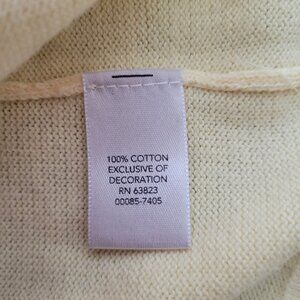 100% COTTON
EXCLUSIVE OF
DECORATION
RN 63823
00085-7405